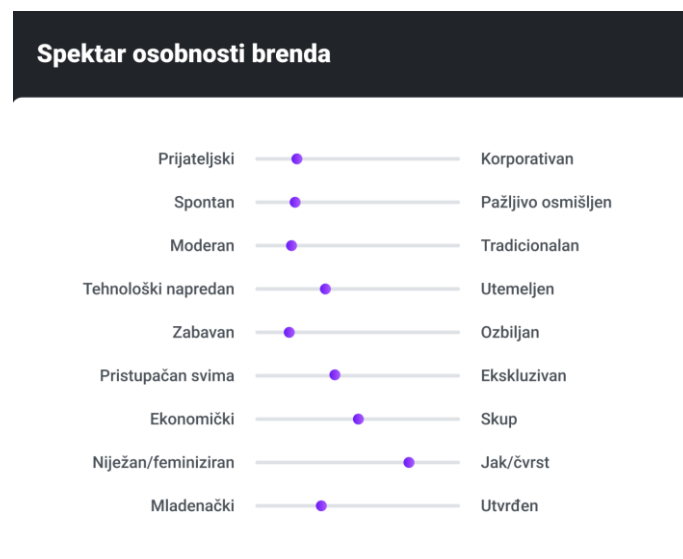 Spektar osobnosti brenda
Prijateljski Korporativan
Spontan Pažljivo osmišljen
Moderan Tradicionalan
Tehnološki napredan Utemeljen
Zabavan Ozbiljan
Pristupačan svima Ekskluzivan
Ekonomički Skup
Niježan/feminiziran Jak/čvrst
Mladenački Utvrđen